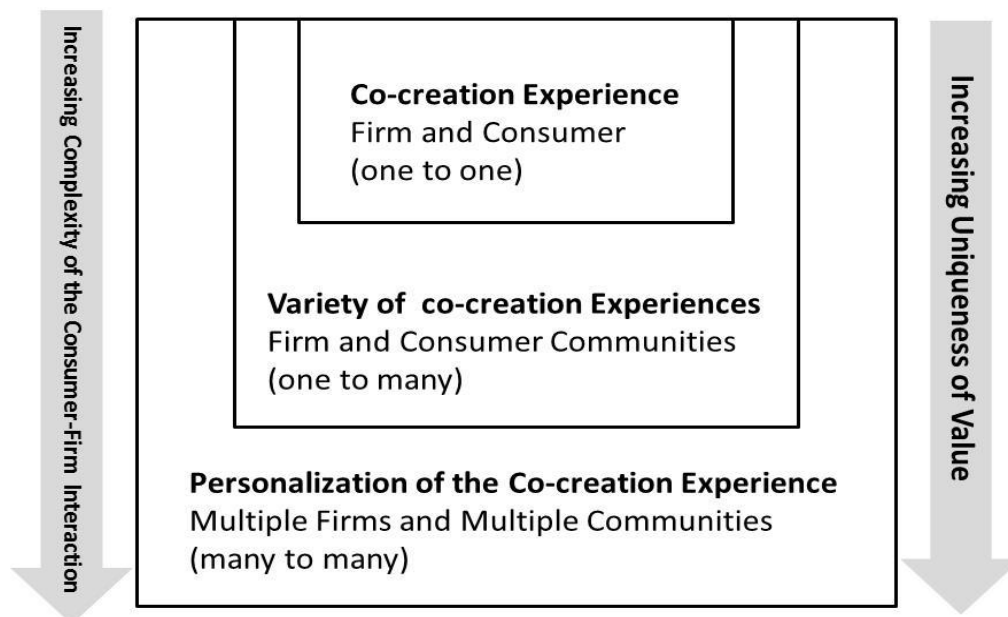 Increasing Complexity of the Consumer-Firm Interaction
Co-creation Experience
Firm and Consumer
(one to one)
Variety of co-creation Experiences
Firm and Consumer Communities
(one to many)
Personalization of the Co-creation Experience
Multiple Firms and Multiple Communities
(many to many)
Increasing Uniqueness of Value